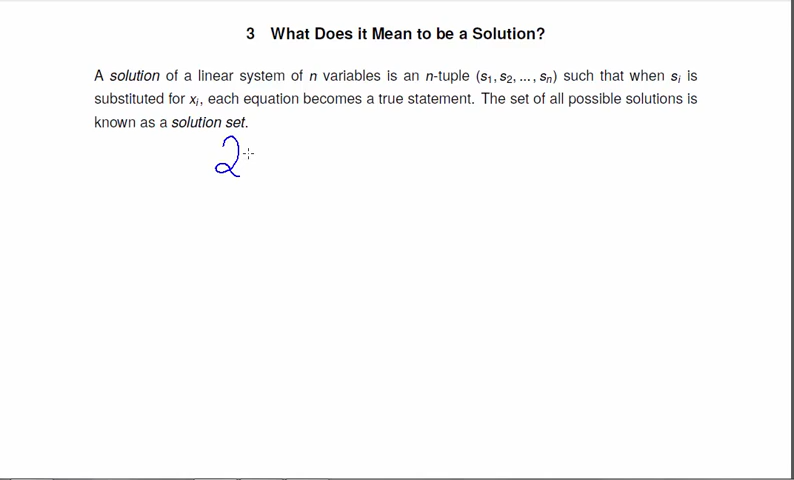 3 What Does it Mean to be a Solution?
A solution of a linear system of n variables is an n-tuple (s₁, s₂, ..., sₙ) such that when sᵢ is
substituted for xᵢ, each equation becomes a true statement. The set of all possible solutions is
known as a solution set.
2